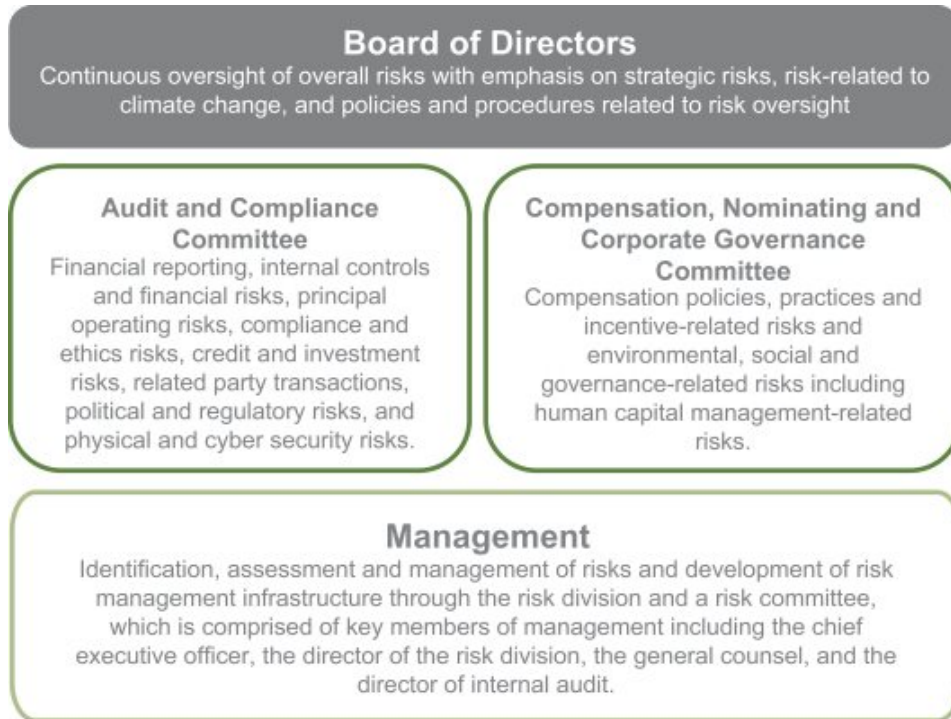 Board of Directors
Continuous oversight of overall risks with emphasis on strategic risks, risk-related to
climate change, and policies and procedures related to risk oversight
Audit and Compliance
Committee
Financial reporting, internal controls
and financial risks, principal
operating risks, compliance and
ethics risks, credit and investment
risks, related party transactions,
political and regulatory risks, and
physical and cyber security risks.
Compensation, Nominating and
Corporate Governance
Committee
Compensation policies, practices and
incentive-related risks and
environmental, social and
governance-related risks including
human capital management-related
risks.
Management
Identification, assessment and management of risks and development of risk
management infrastructure through the risk division and a risk committee,
which is comprised of key members of management including the chief
executive officer, the director of the risk division, the general counsel, and the
director of internal audit.